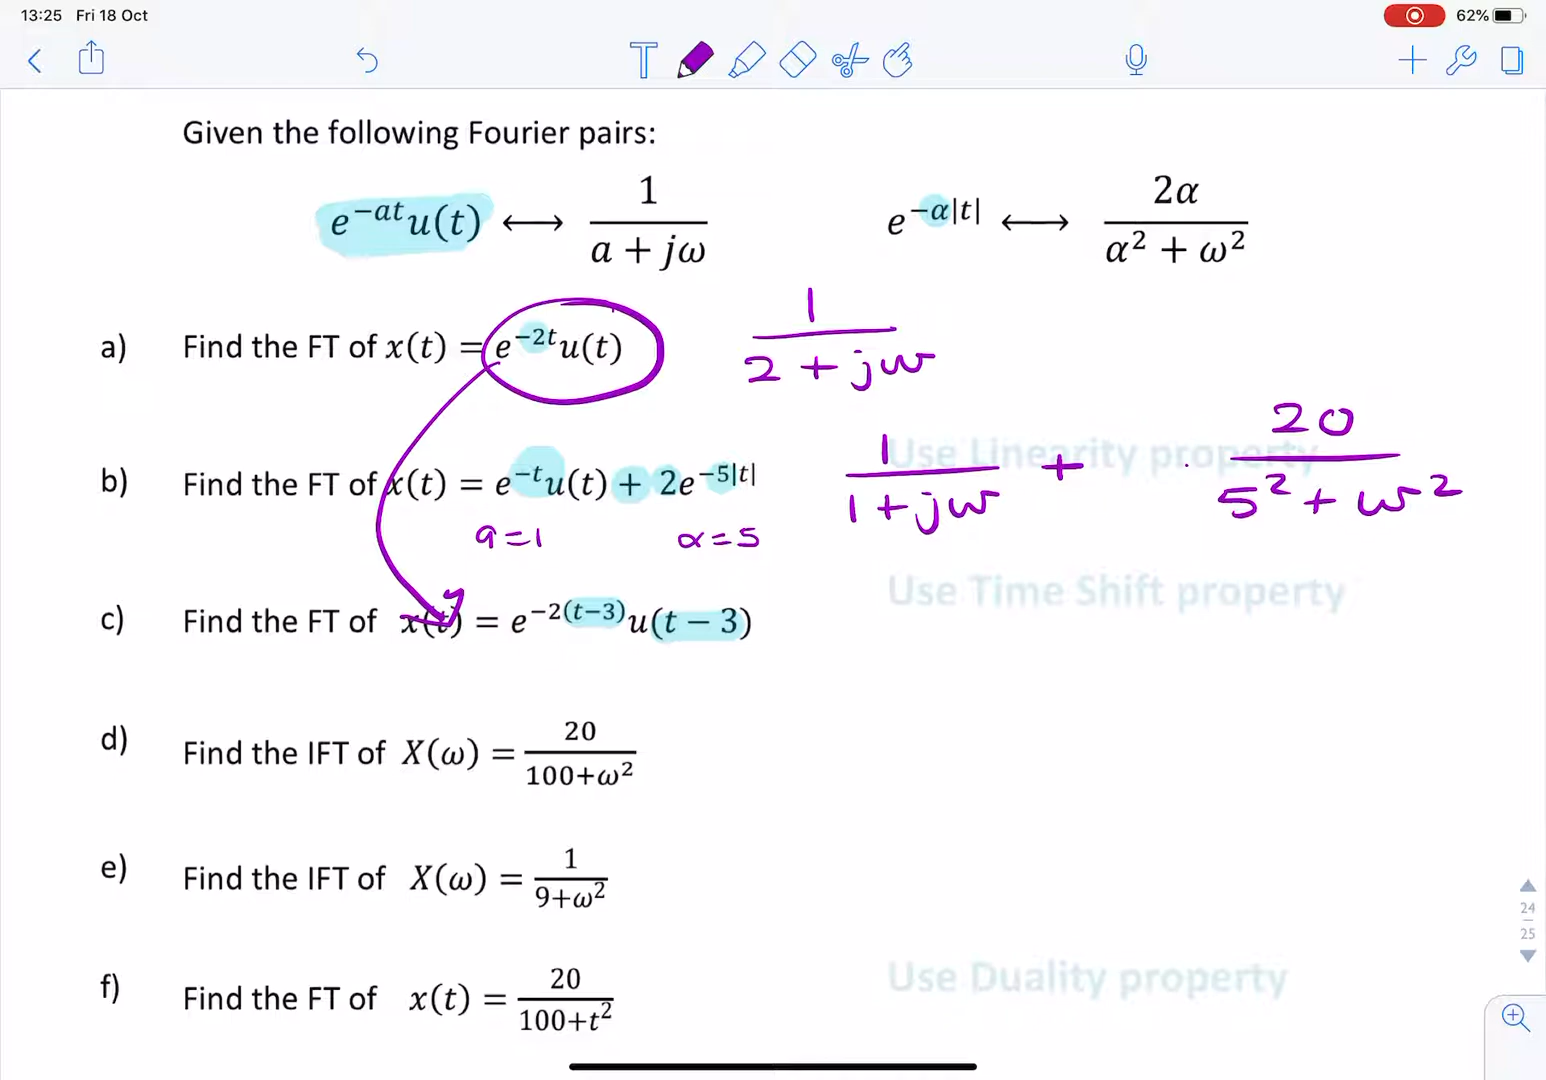 13:25 Fri 18 Oct 62%
Given the following Fourier pairs:
e^{-at}u(t) ⟷ 1/(a + jω) e^{-α|t|} ⟷ 2α/(α² + ω²)
a) Find the FT of x(t) = e^{-2t}u(t) 1/(2 + jω)
b) Find the FT of x(t) = e^{-t}u(t) + 2e^{-5|t|} 1/(1 + jω) + · 20/(5² + ω²)
Use Linearity property
a=1 α=5
Use Time Shift property
c) Find the FT of x(t) = e^{-2(t-3)}u(t − 3)
d) Find the IFT of X(ω) = 20/(100+ω²)
e) Find the IFT of X(ω) = 1/(9+ω²)
24
25
f) Find the FT of x(t) = 20/(100+t²) Use Duality property